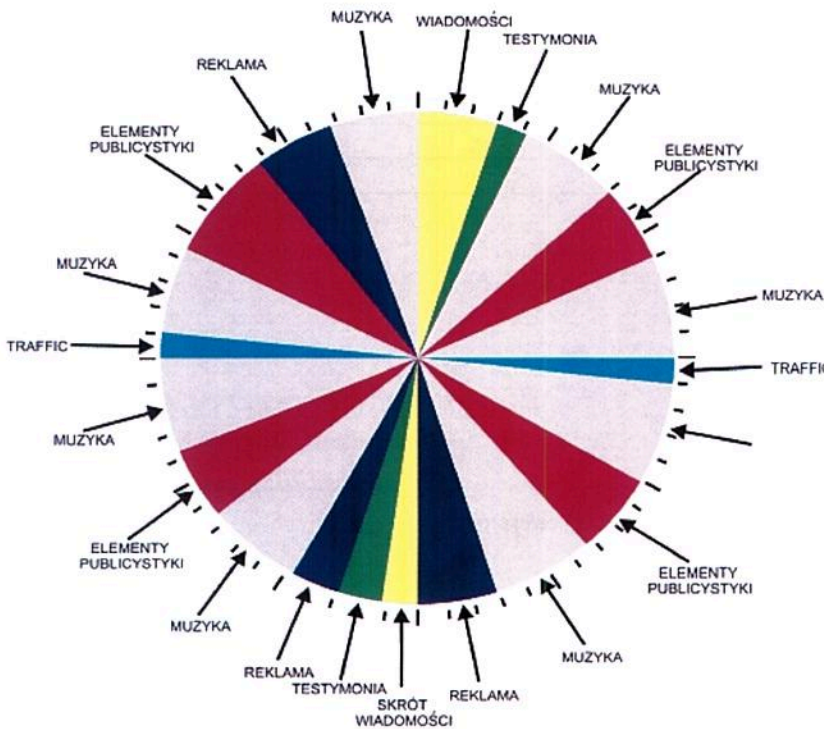 MUZYKA
WIADOMOŚCI
TESTYMONIA
REKLAMA
MUZYKA
ELEMENTY
PUBLICYSTYKI
ELEMENTY
PUBLICYSTYKI
MUZYKA
MUZYKA
TRAFFIC
TRAFFIC
MUZYKA
ELEMENTY
PUBLICYSTYKI
ELEMENTY
PUBLICYSTYKI
MUZYKA
MUZYKA
REKLAMA
TESTYMONIA
SKRÓT
WIADOMOŚCI
REKLAMA